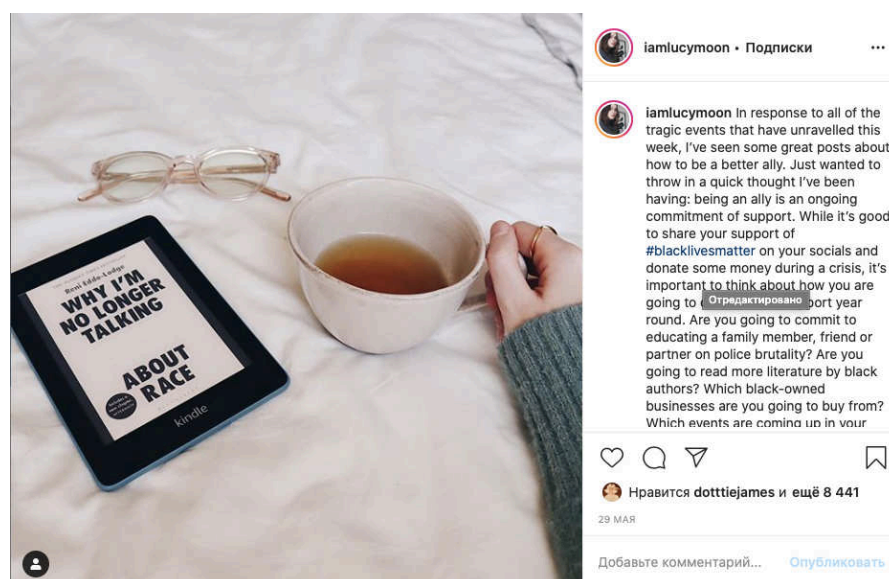 Reni Eddo-Lodge
WHY I'M
NO LONGER
TALKING
ABOUT
RACE
kindle
iamlucymoon • Подписки
iamlucymoon In response to all of the
tragic events that have unravelled this
week, I've seen some great posts about
how to be a better ally. Just wanted to
throw in a quick thought I've been
having: being an ally is an ongoing
commitment of support. While it's good
to share your support of
#blacklivesmatter on your socials and
donate some money during a crisis, it's
important to think about how you are
going to Отредактировано year
round. Are you going to commit to
educating a family member, friend or
partner on police brutality? Are you
going to read more literature by black
authors? Which black-owned
businesses are you going to buy from?
Which events are coming up in your
Нравится dotttiejames и ещё 8 441
29 МАЯ
Добавьте комментарий... Опубликовать